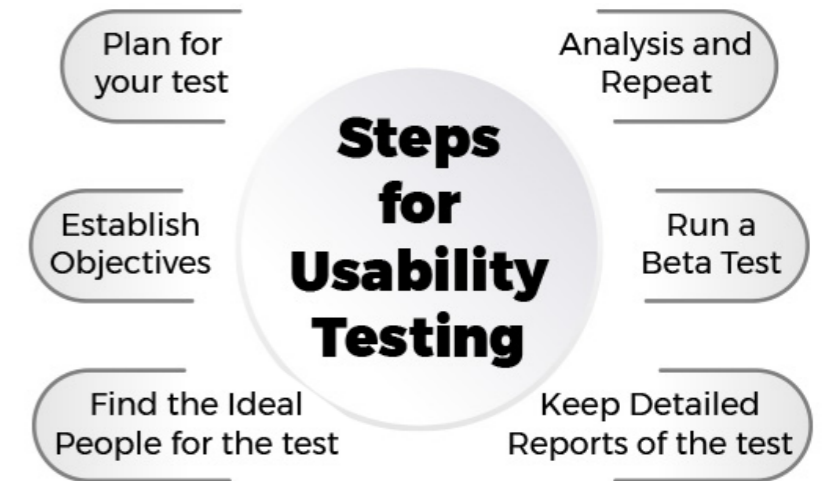 Plan for
your test
Establish
Objectives
Find the Ideal
People for the test
Steps
for
Usability
Testing
Analysis and
Repeat
Run a
Beta Test
Keep Detailed
Reports of the test